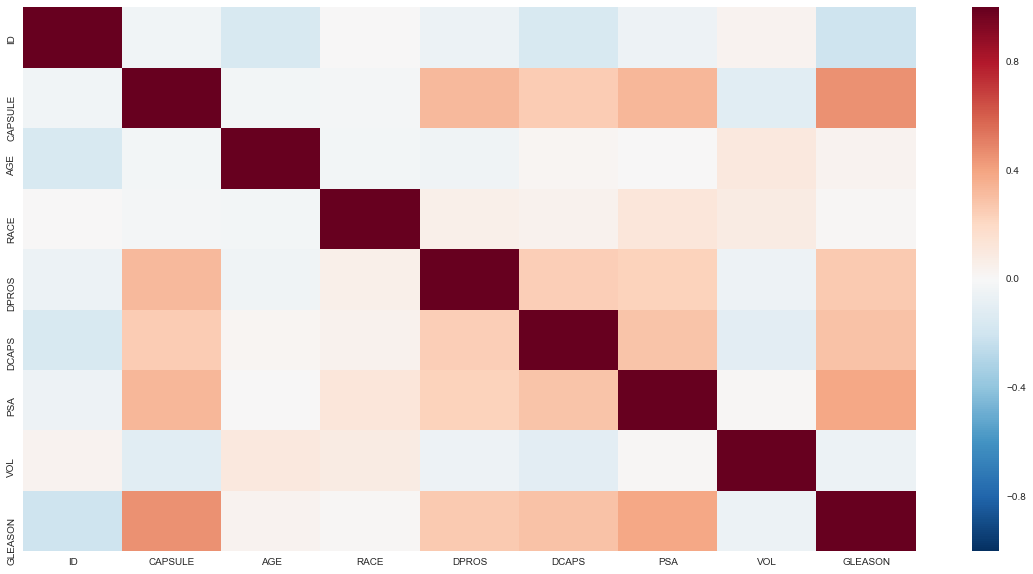 ID
CAPSULE
AGE
RACE
DPROS
DCAPS
PSA
VOL
GLEASON
ID CAPSULE AGE RACE DPROS DCAPS PSA VOL GLEASON
0.8
0.4
0.0
−0.4
−0.8